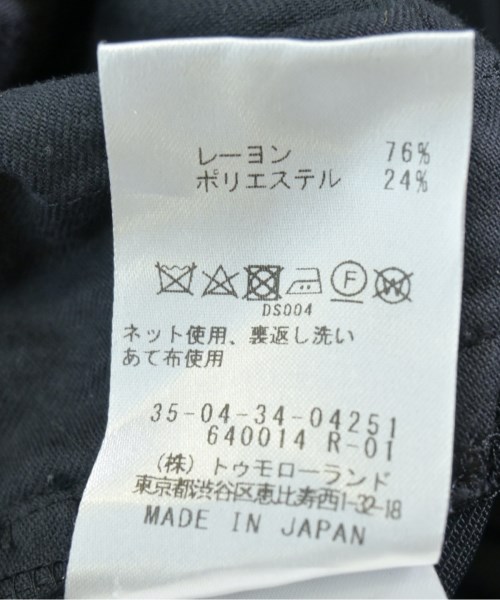 レーヨン 76%
ポリエステル 24%
F W
DS004
ネット使用、裏返し洗い
あて布使用
35-04-34-04251
640014 R-01
(株) トゥモローランド
東京都渋谷区恵比寿西1-32-18
MADE IN JAPAN